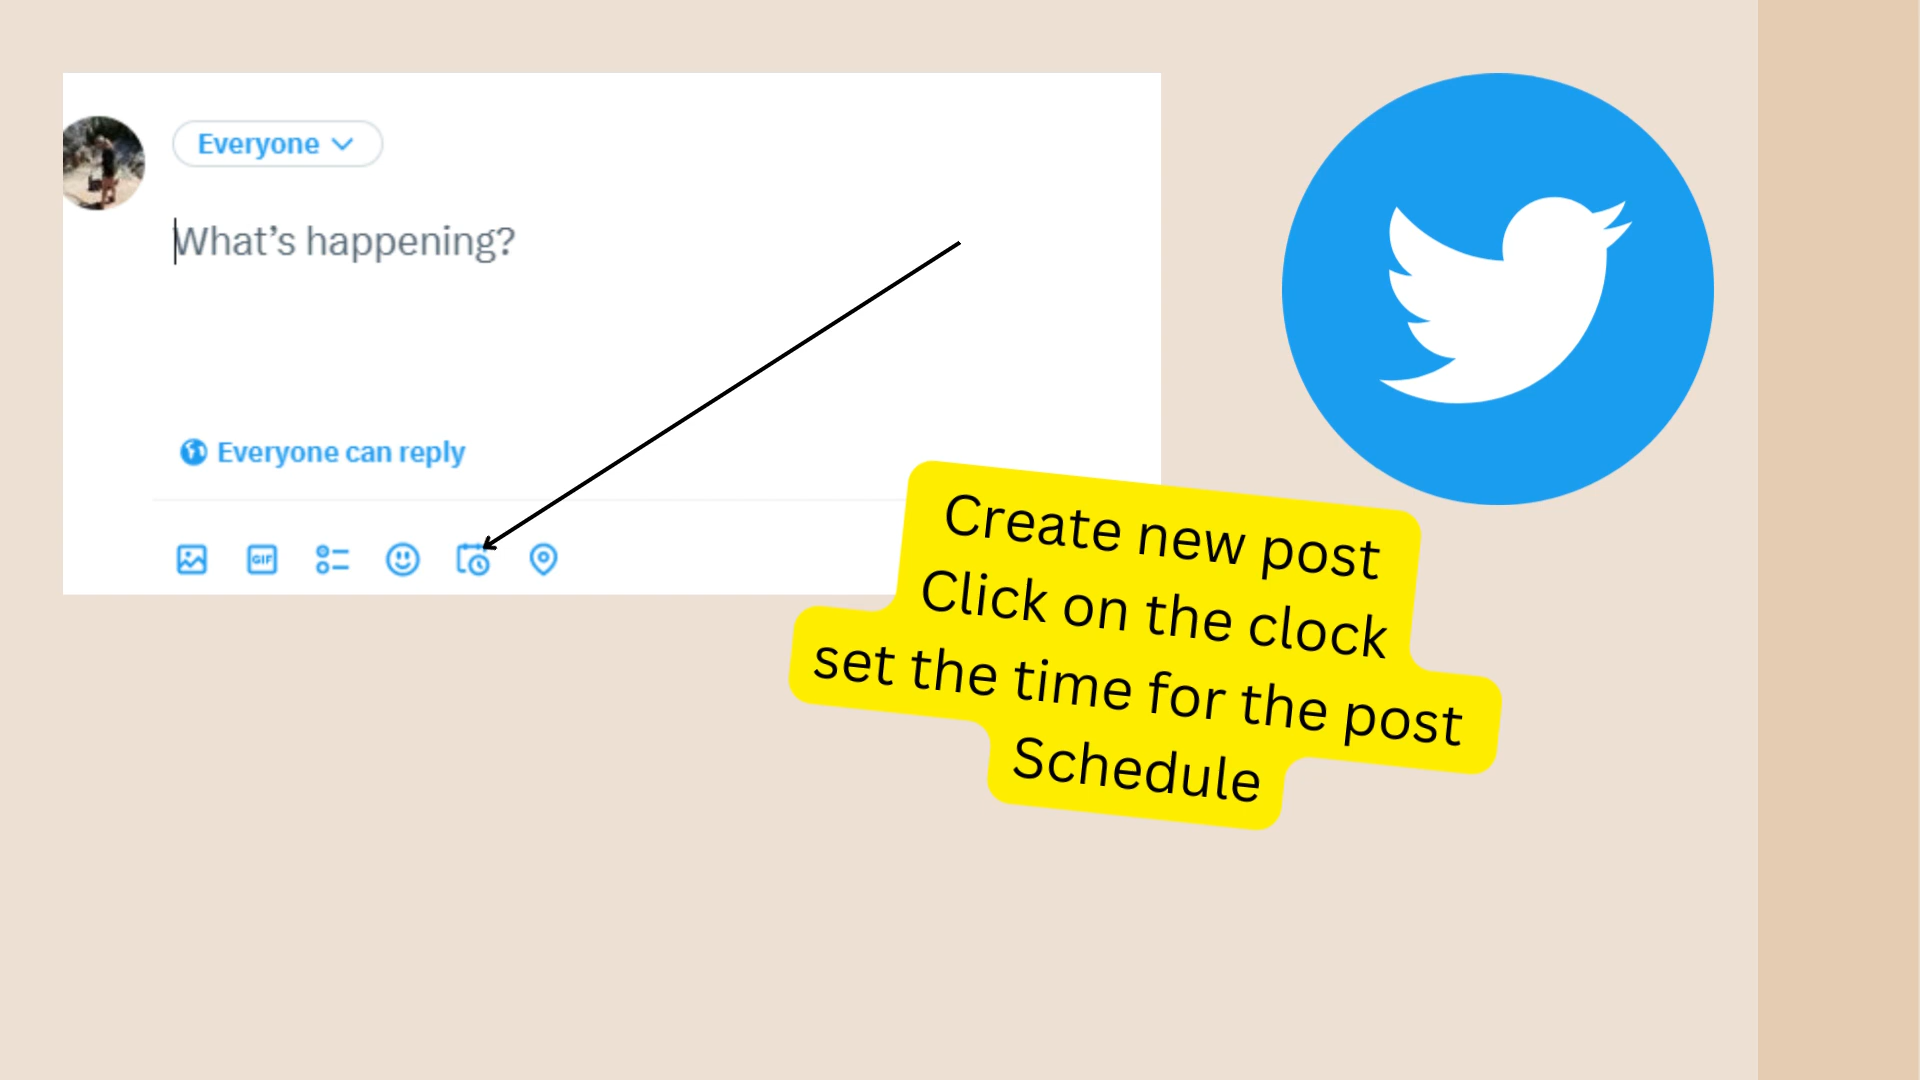 Everyone
What’s happening?
Everyone can reply
GIF
Create new post
Click on the clock
set the time for the post
Schedule